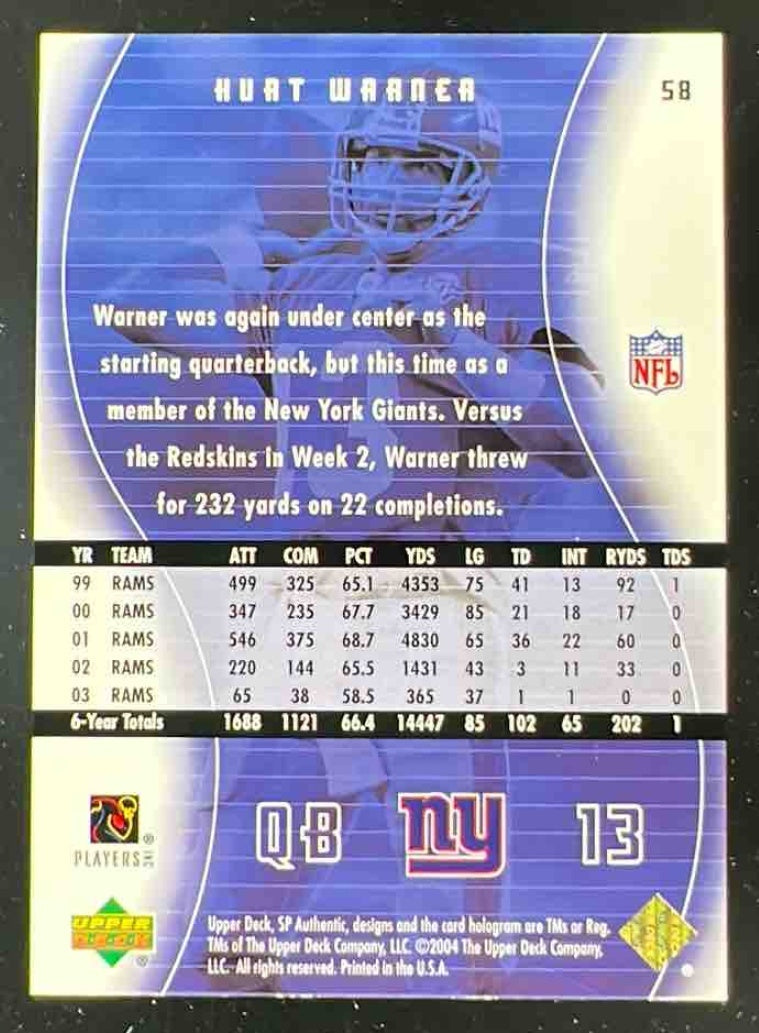 KURT WARNER
58
Warner was again under center as the
starting quarterback, but this time as a
member of the New York Giants. Versus
the Redskins in Week 2, Warner threw
for 232 yards on 22 completions.
NFL
YR TEAM ATT COM PCT YDS LG TD INT RYDS TDS
99 RAMS 499 325 65.1 4353 75 41 13 92 1
00 RAMS 347 235 67.7 3429 85 21 18 17 0
01 RAMS 546 375 68.7 4830 65 36 22 60 0
02 RAMS 220 144 65.5 1431 43 3 11 33 0
03 RAMS 65 38 58.5 365 37 1 1 0 0
6-Year Totals 1688 1121 66.4 14447 85 102 65 202 1
PLAYERS INC ®
QB
ny
13
UPPER
DECK ®
Upper Deck, SP Authentic, designs and the card hologram are TMs or Reg.
TMs of The Upper Deck Company, LLC. ©2004 The Upper Deck Company,
LLC. All rights reserved. Printed in the U.S.A.